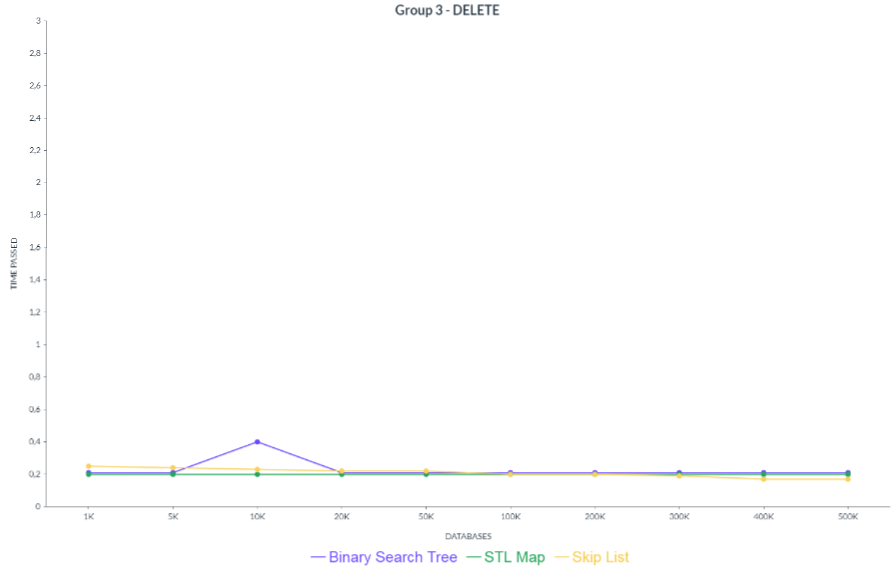 Group 3 - DELETE
3
2,8
2,6
2,4
2,2
2
1,8
1,6
1,4
1,2
1
0,8
0,6
0,4
0,2
0
TIME PASSED
1K
5K
10K
20K
50K
100K
200K
300K
400K
500K
DATABASES
Binary Search Tree
STL Map
Skip List